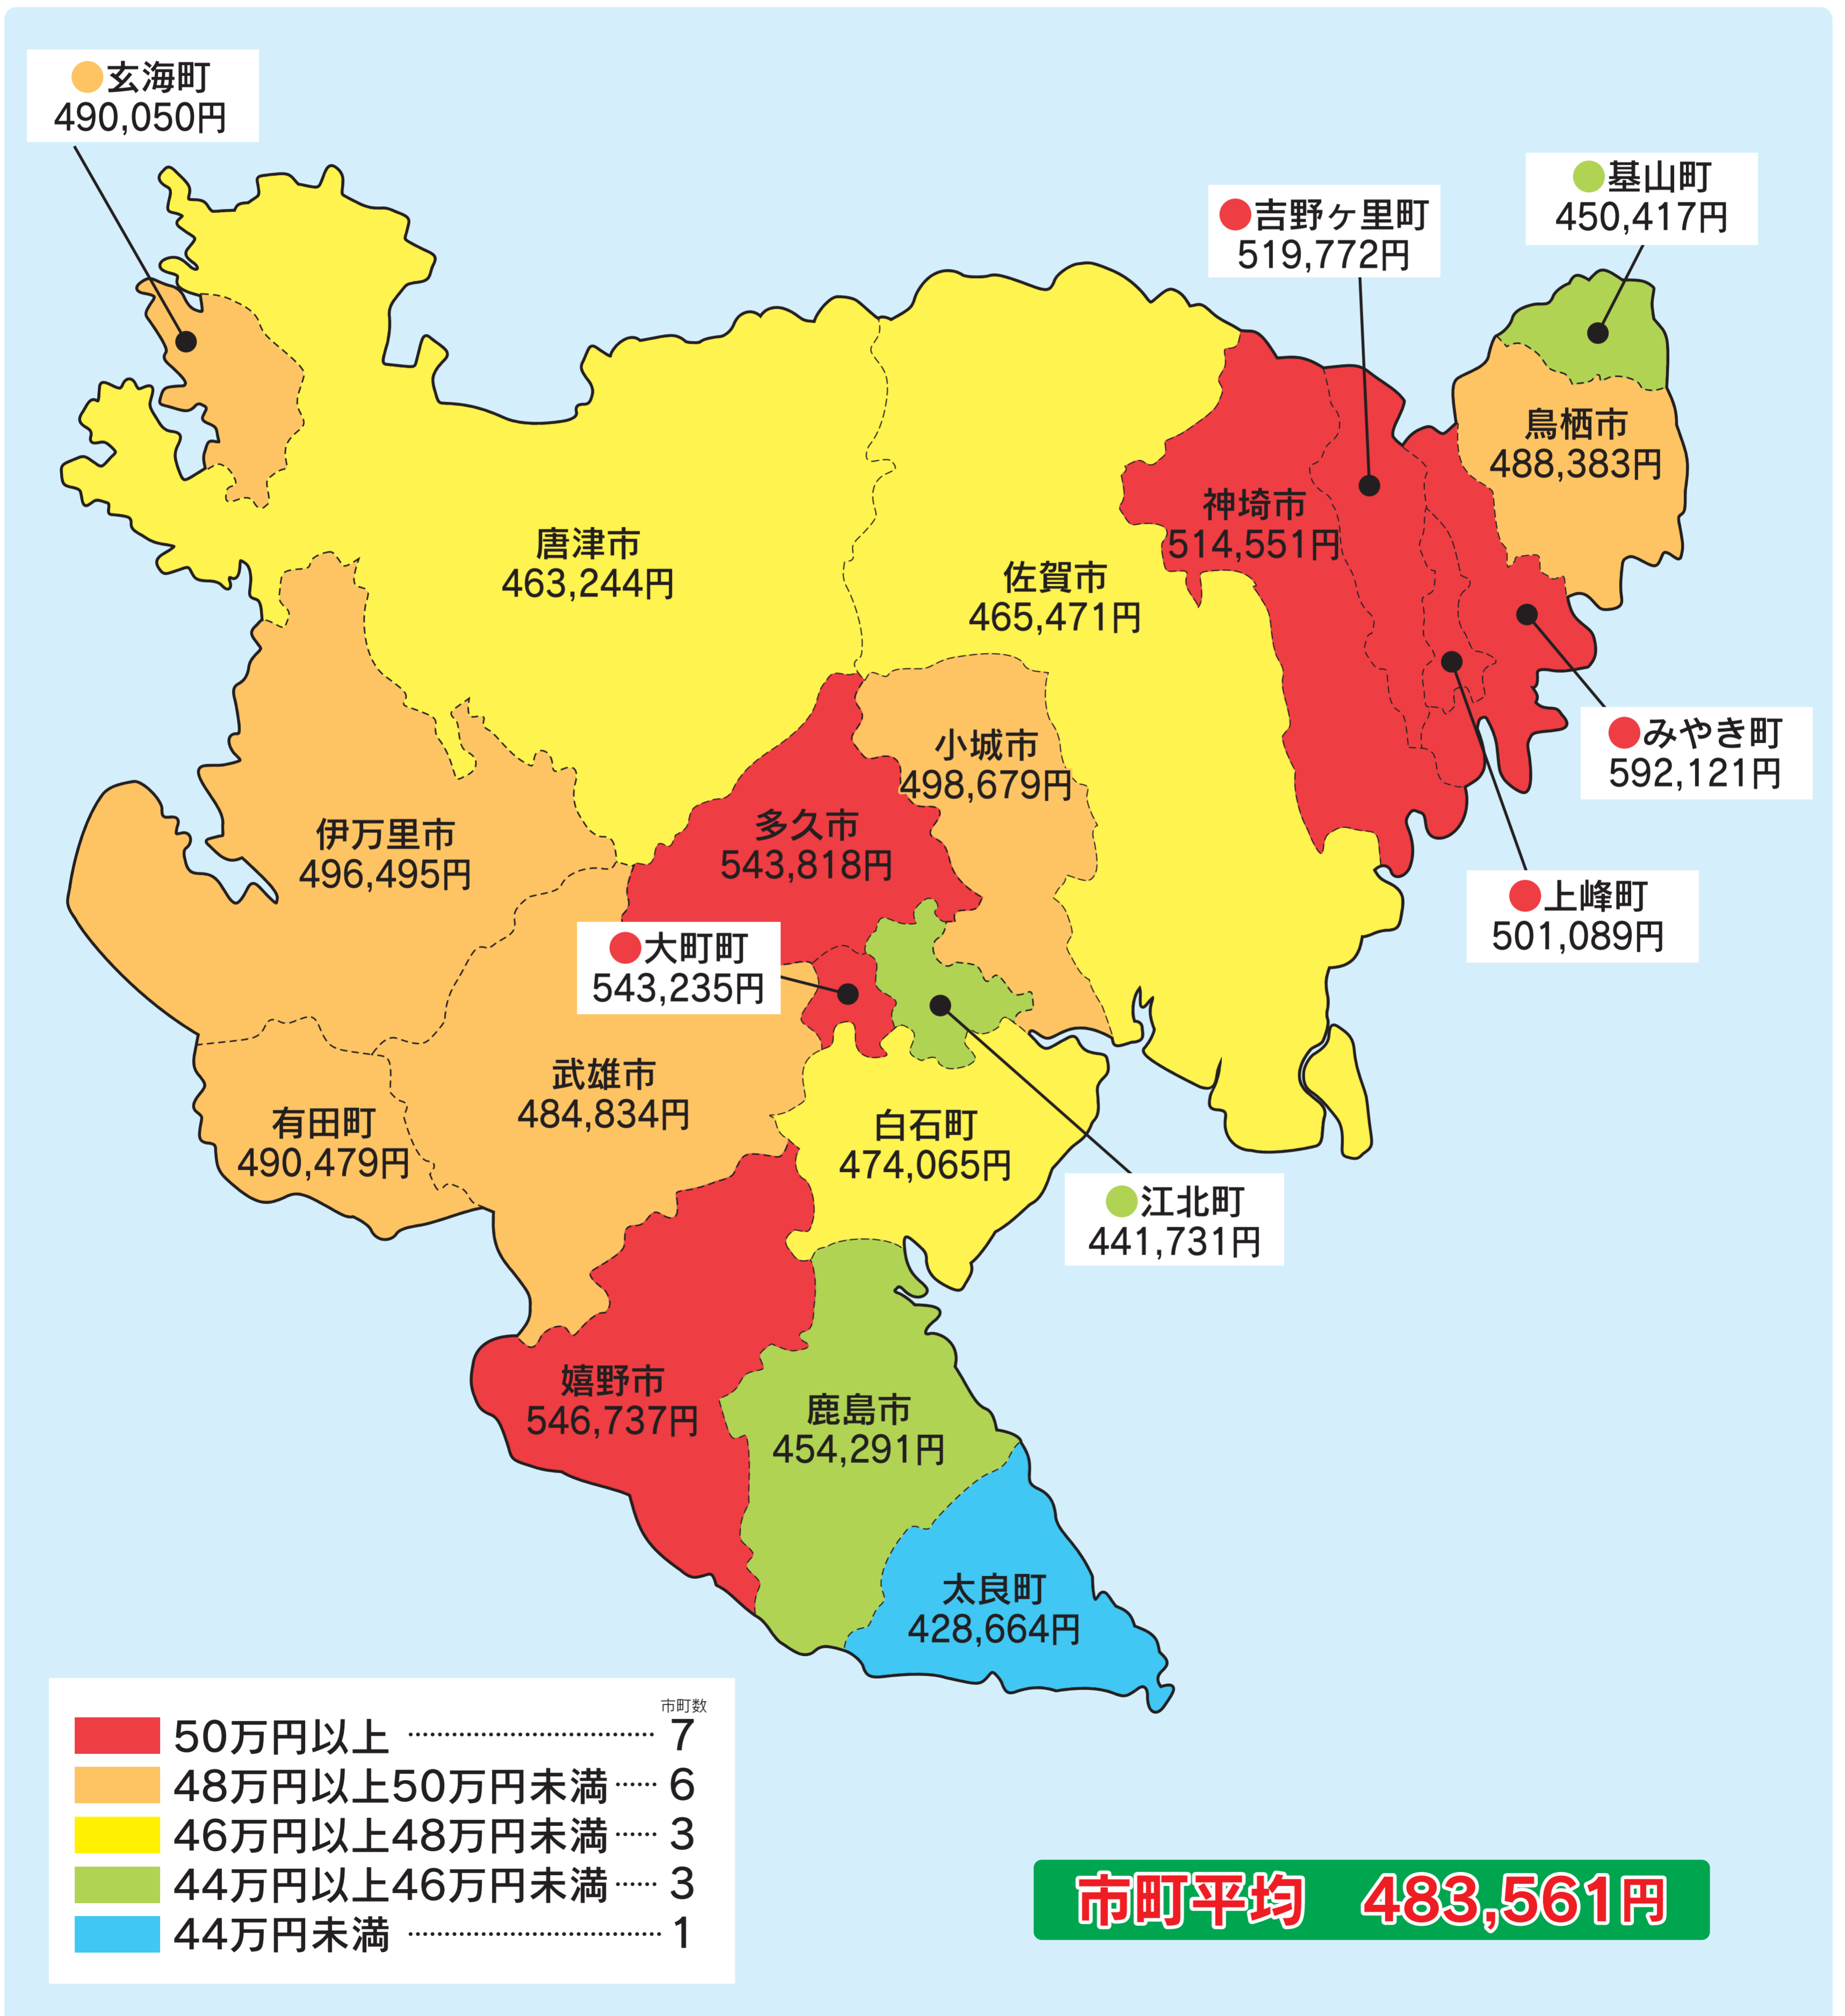 ●玄海町
490,050円
●基山町
450,417円
●吉野ヶ里町
519,772円
鳥栖市
488,383円
神埼市
514,551円
唐津市
463,244円
佐賀市
465,471円
●みやき町
592,121円
小城市
498,679円
多久市
543,818円
伊万里市
496,495円
●上峰町
501,089円
●大町町
543,235円
武雄市
484,834円
有田町
490,479円
白石町
474,065円
●江北町
441,731円
嬉野市
546,737円
鹿島市
454,291円
太良町
428,664円
市町数
50万円以上 ・・・・・・ 7
48万円以上50万円未満 ・・・・・・ 6
46万円以上48万円未満 ・・・・・・ 3
44万円以上46万円未満 ・・・・・・ 3
44万円未満 ・・・・・・ 1
市町平均　483,561円